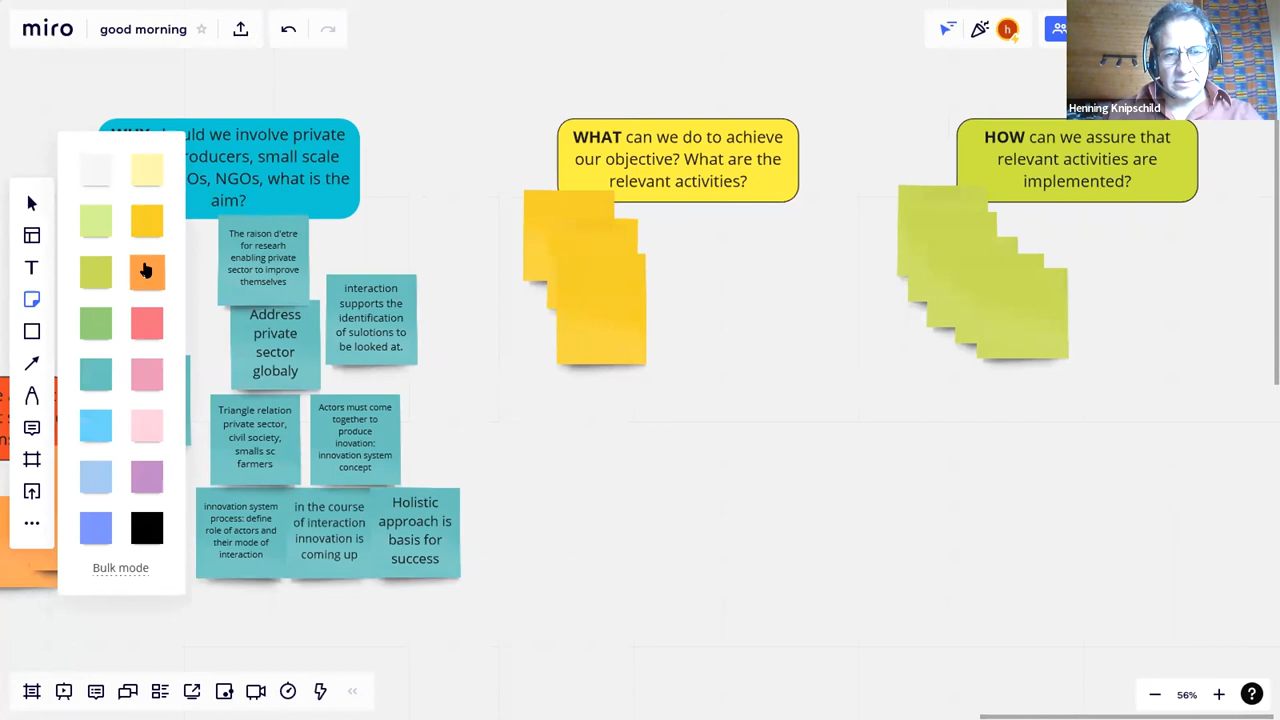 miro
good morning
h
Henning Knipschild
uld we involve private
roducers, small scale
Os, NGOs, what is the
aim?
WHAT can we do to achieve
our objective? What are the
relevant activities?
HOW can we assure that
relevant activities are
implemented?
The raison d'etre
for researh
enabling private
sector to improve
themselves
interaction
supports the
identification
of sulotions to
be looked at.
Address
private
sector
globaly
Triangle relation
private sector,
civil society,
smalls sc
farmers
Actors must come
together to
produce
inovation:
innovation system
concept
innovation system
process: define
role of actors and
their mode of
interaction
in the course
of interaction
innovation is
coming up
Holistic
approach is
basis for
success
Bulk mode
56%